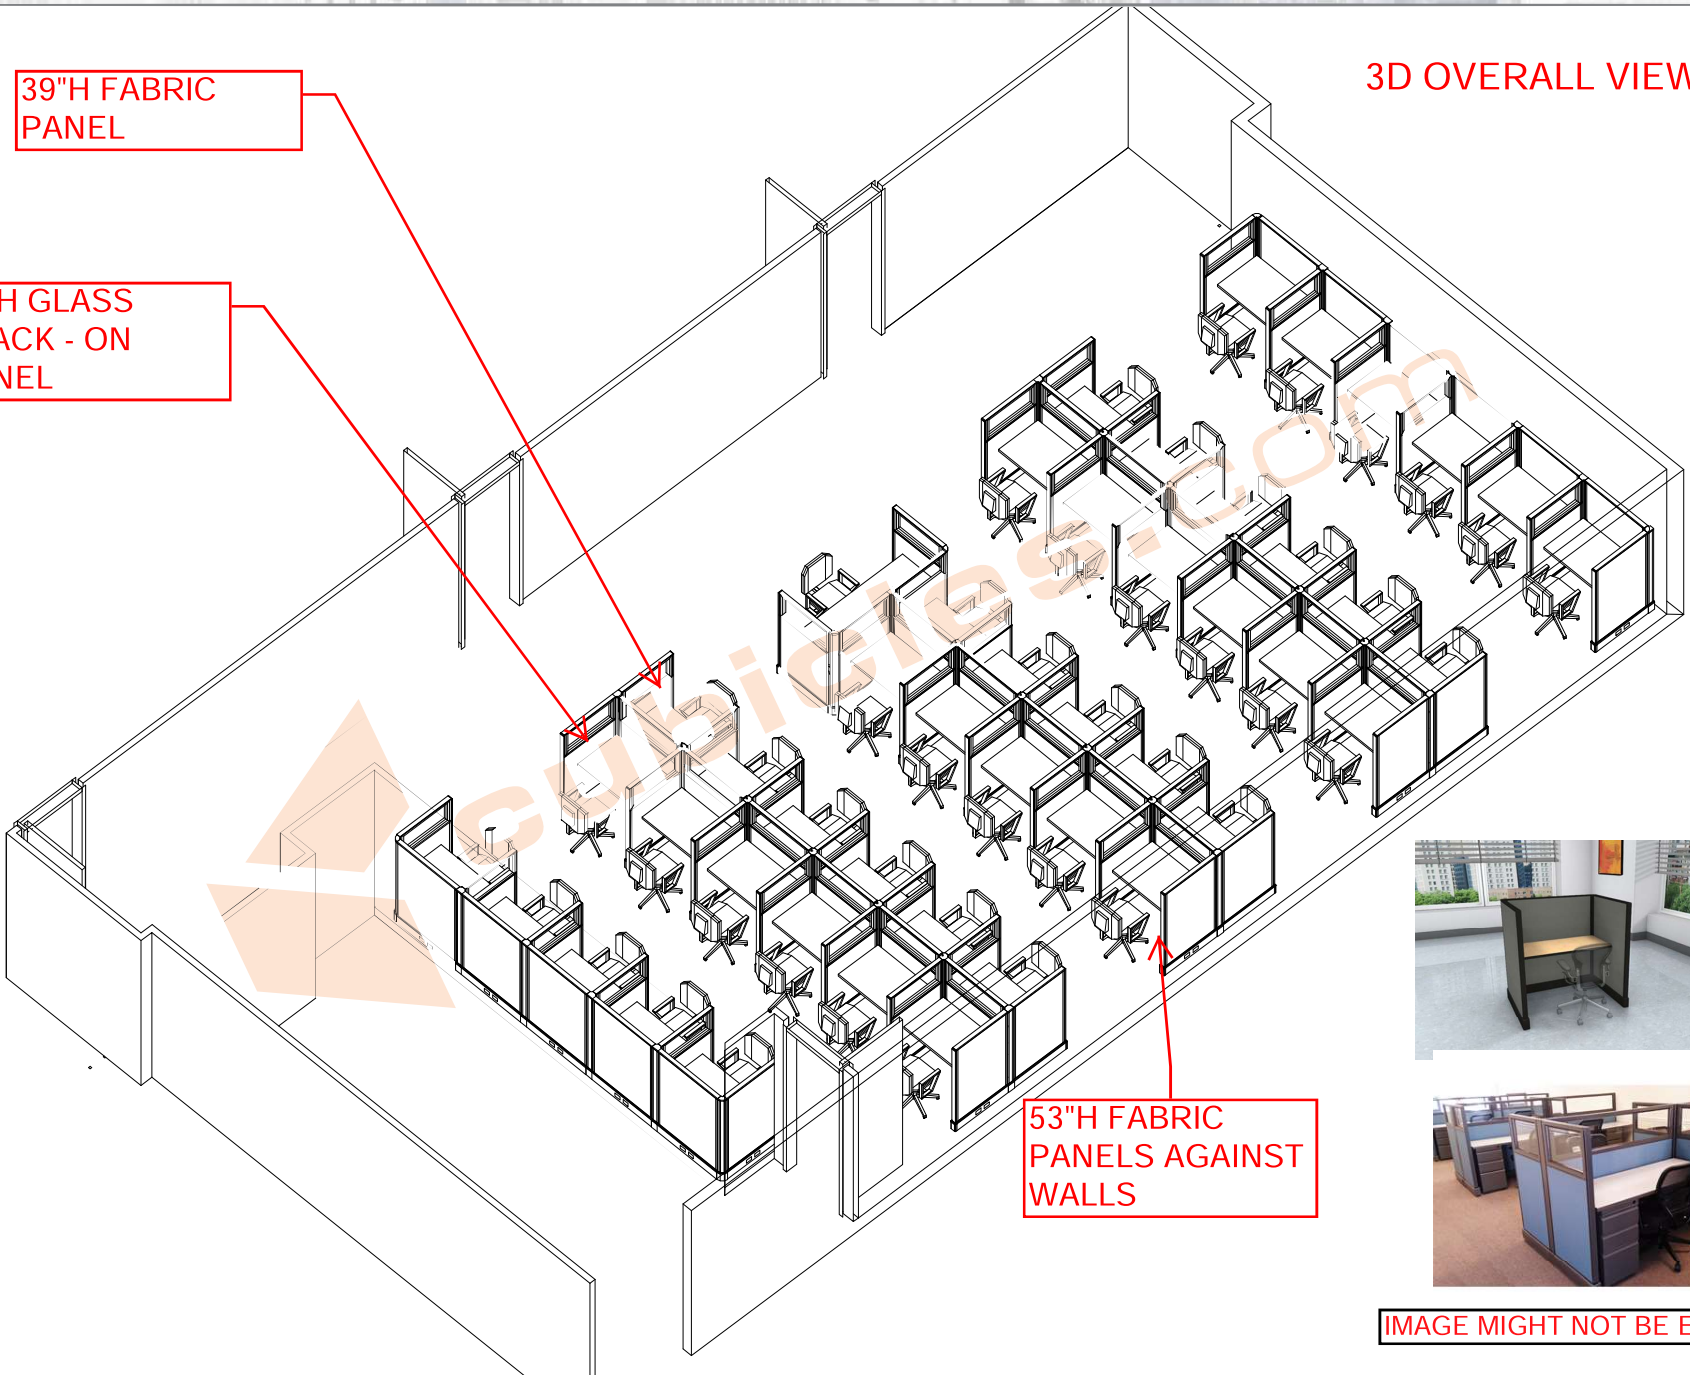 39"H FABRIC
PANEL
3D OVERALL VIEW
H GLASS
ACK - ON
NEL
cubicles.com
53"H FABRIC
PANELS AGAINST
WALLS
IMAGE MIGHT NOT BE E